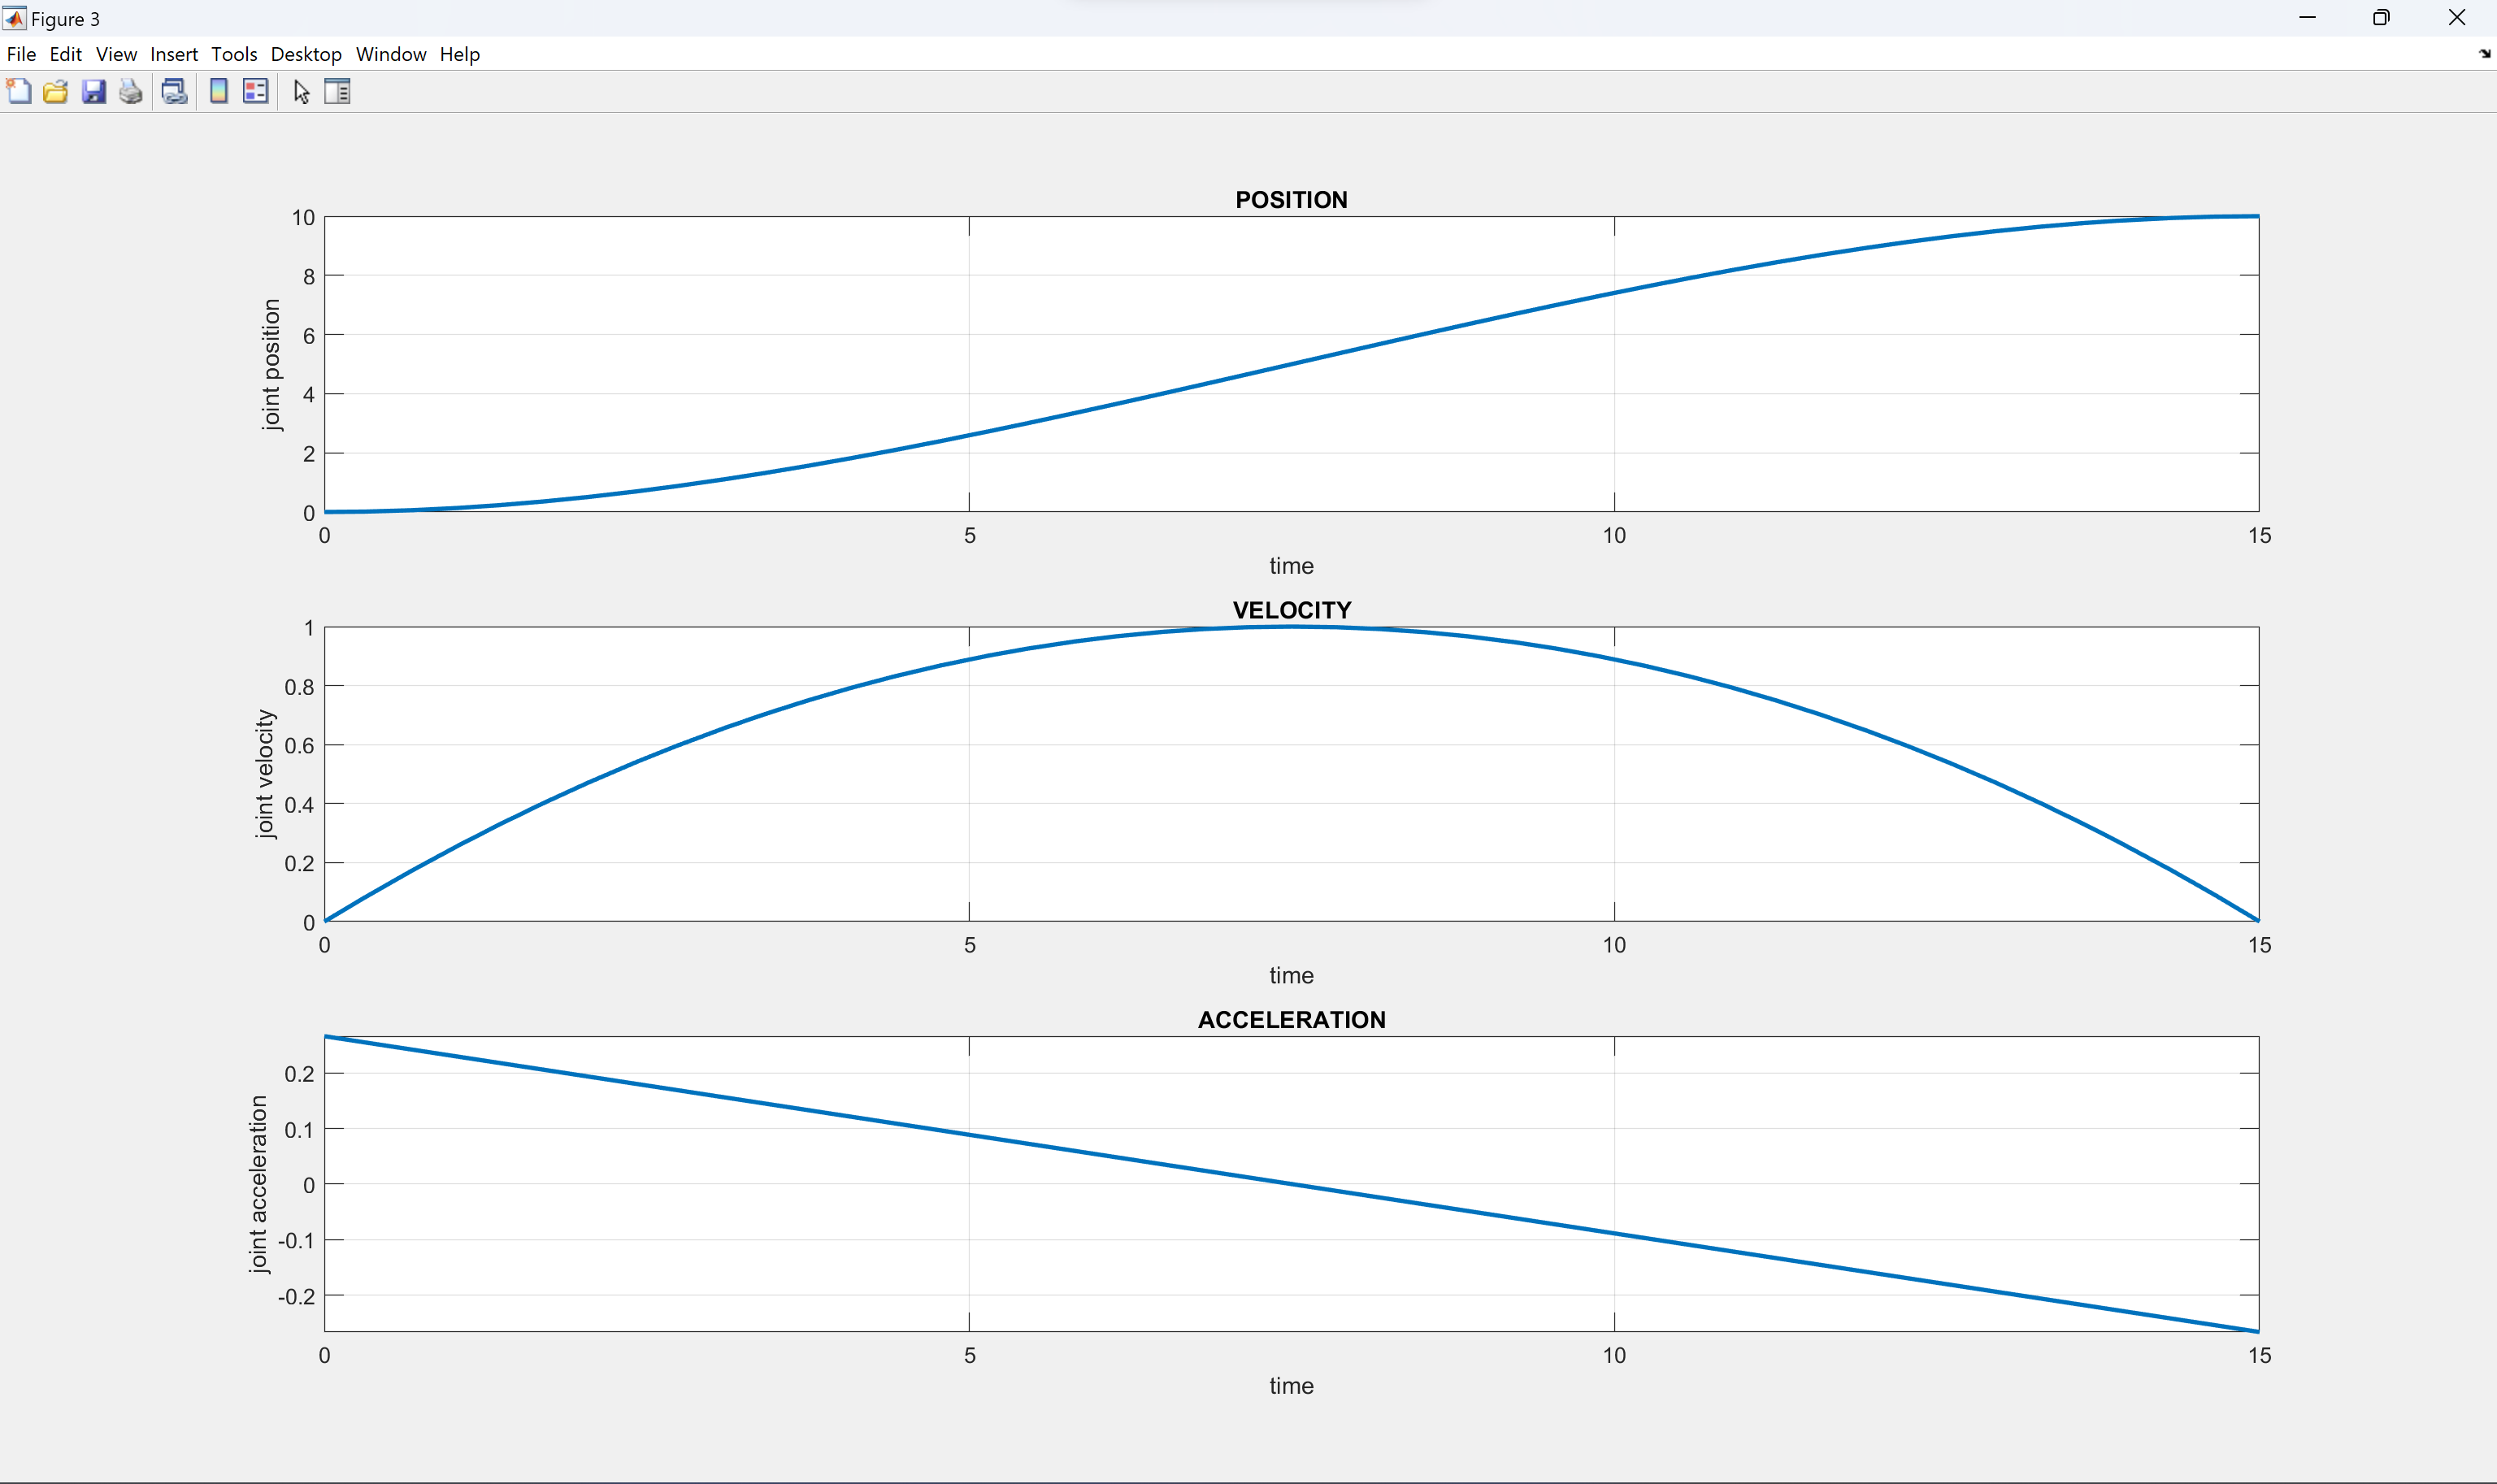 Figure 3
File Edit View Insert Tools Desktop Window Help
POSITION
10
8
6
4
2
0
joint position
0 5 10 15
time
VELOCITY
1
0.8
0.6
0.4
0.2
0
joint velocity
0 5 10 15
time
ACCELERATION
0.2
0.1
0
-0.1
-0.2
joint acceleration
0 5 10 15
time